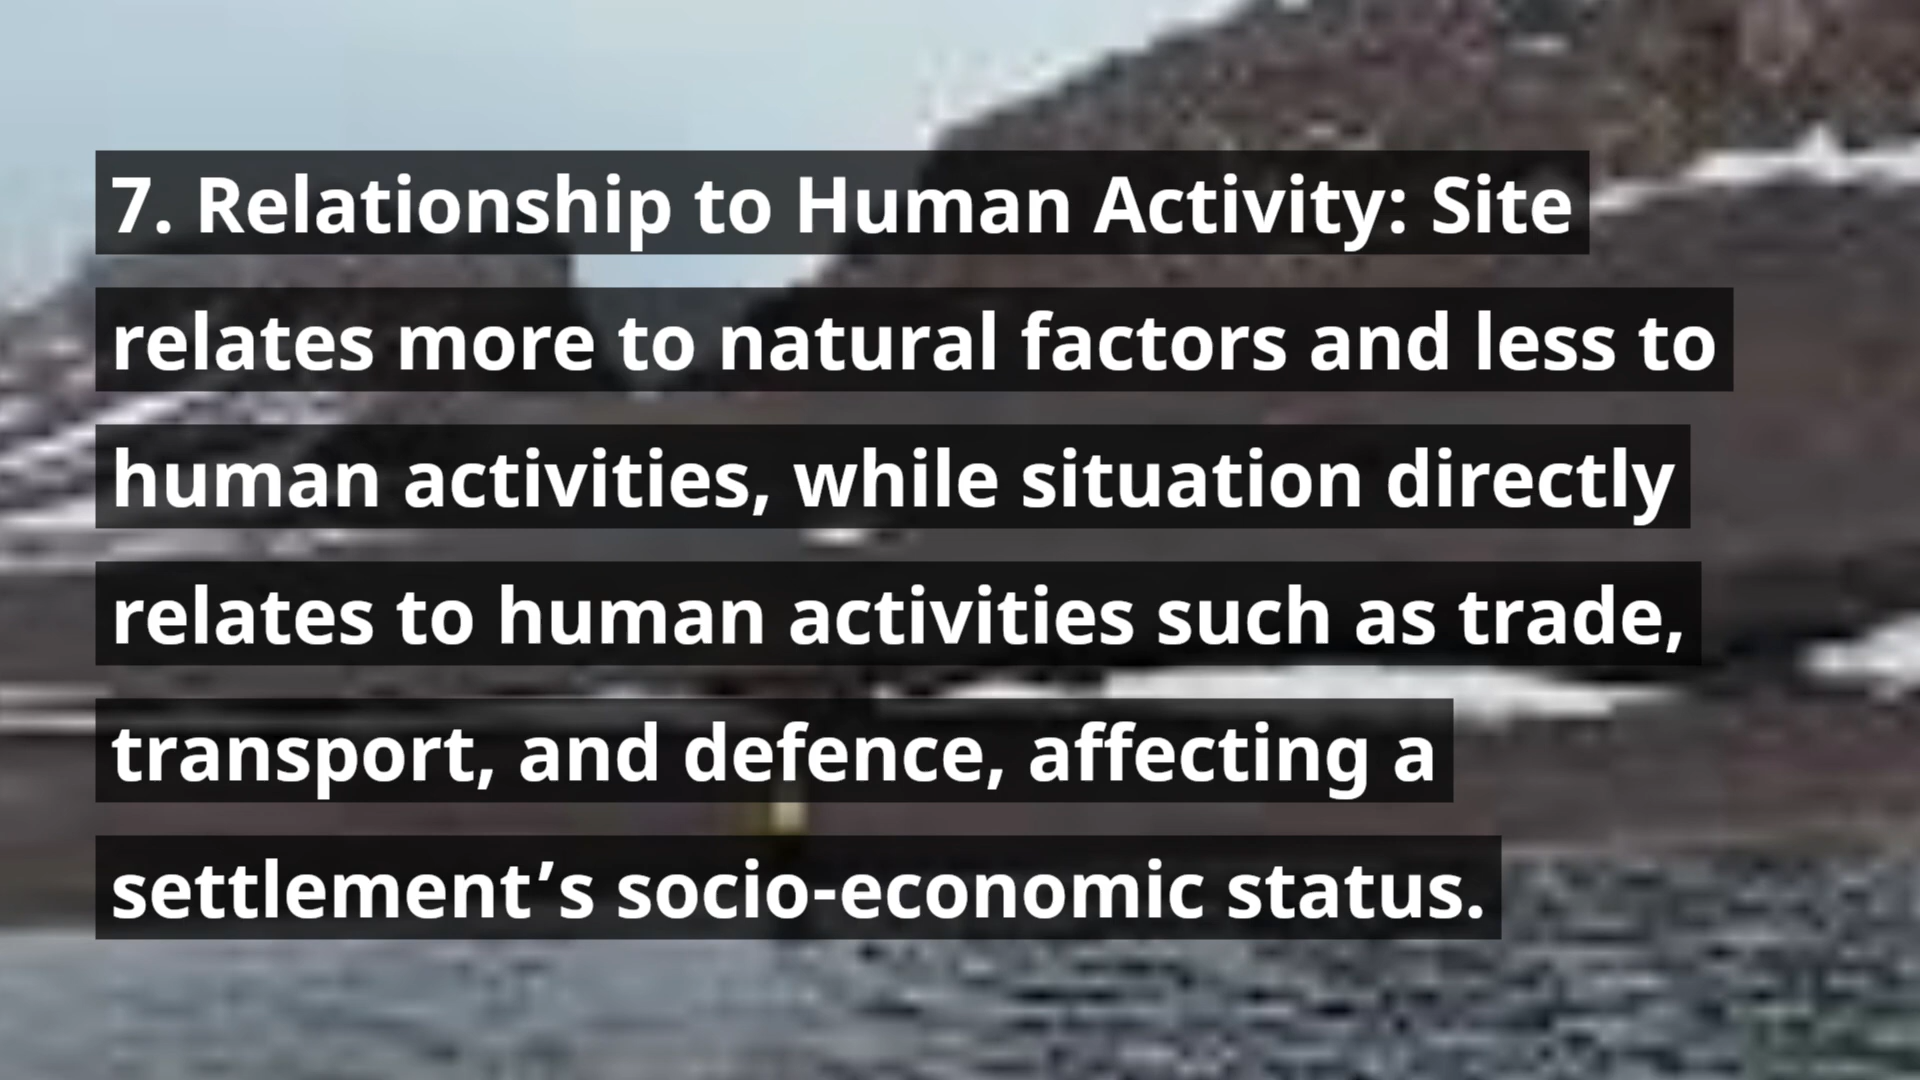 7. Relationship to Human Activity: Site
relates more to natural factors and less to
human activities, while situation directly
relates to human activities such as trade,
transport, and defence, affecting a
settlement’s socio-economic status.